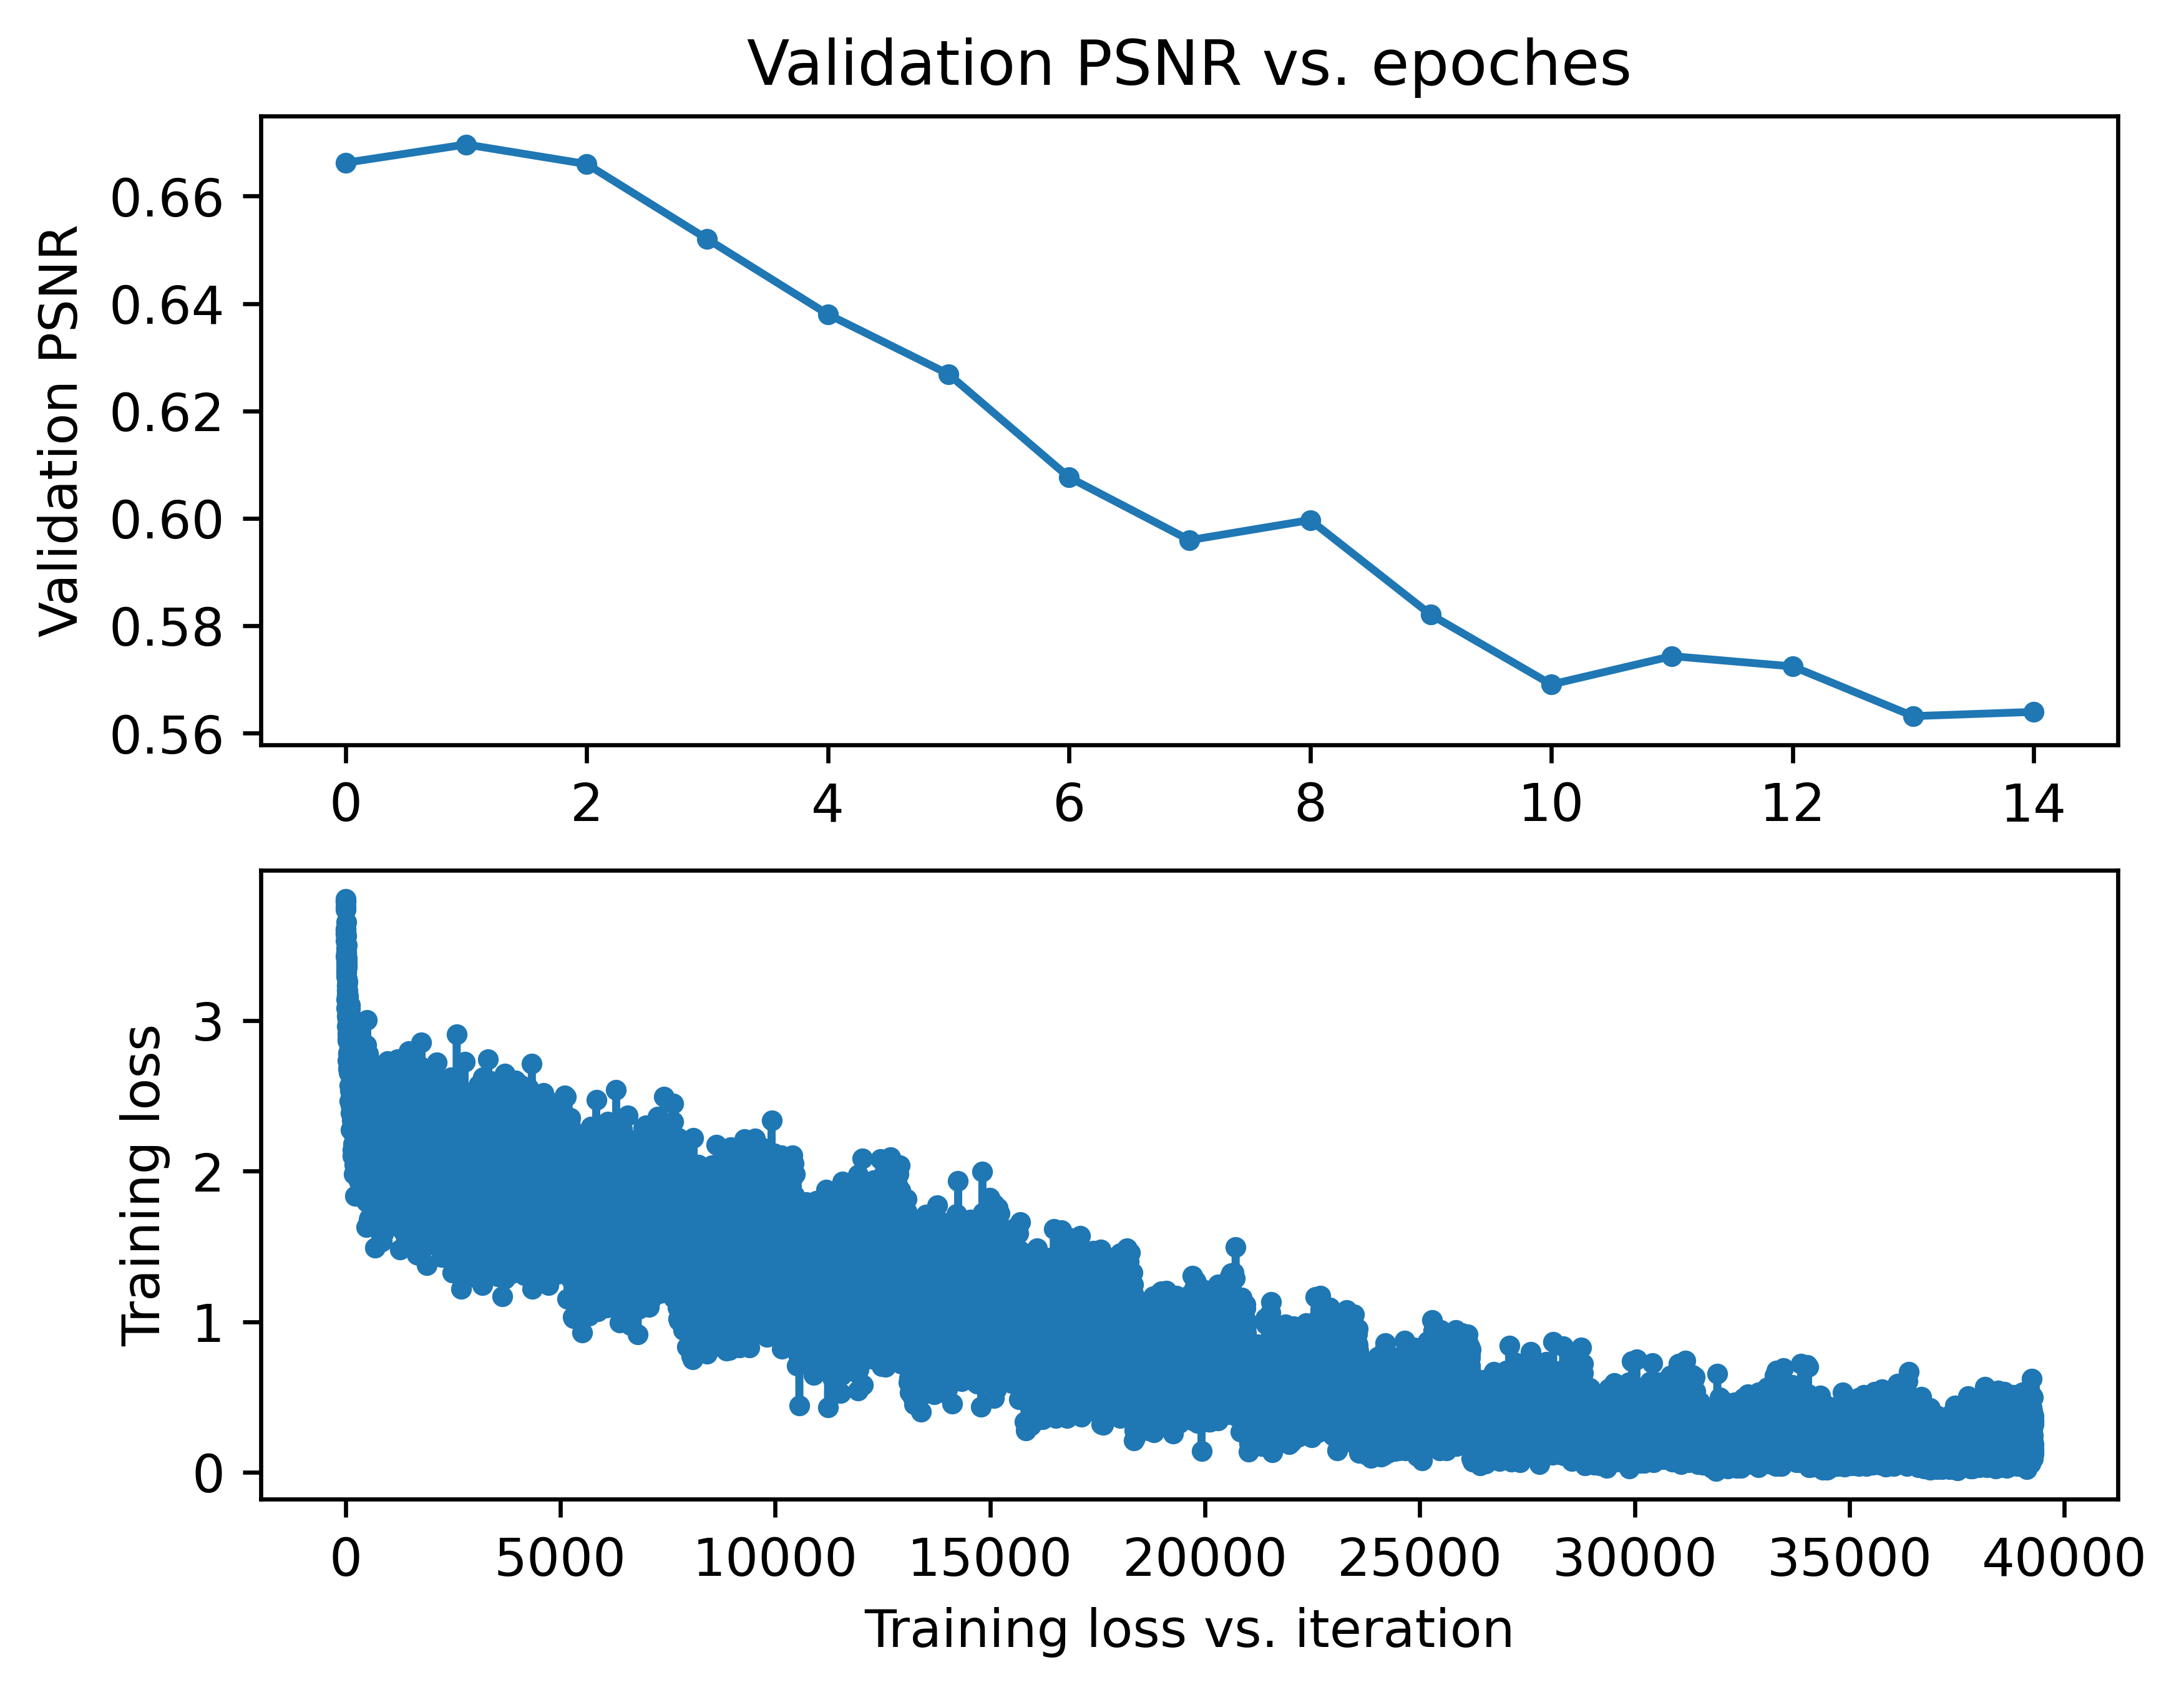 Validation PSNR vs. epoches
Validation PSNR
0.66
0.64
0.62
0.60
0.58
0.56
0 2 4 6 8 10 12 14
Training loss
3
2
1
0
0 5000 10000 15000 20000 25000 30000 35000 40000
Training loss vs. iteration